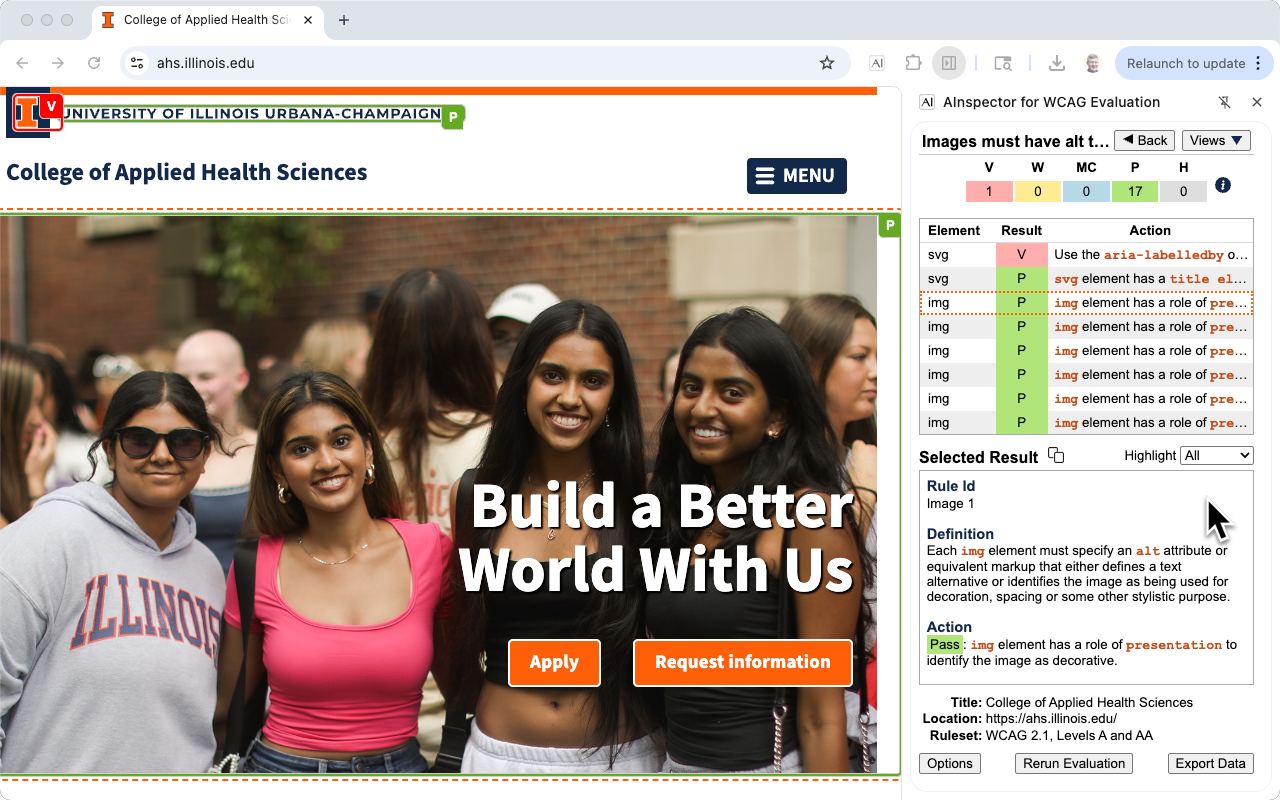 College of Applied Health Sci
ahs.illinois.edu
AI
Relaunch to update
V
UNIVERSITY OF ILLINOIS URBANA-CHAMPAIGN
P
College of Applied Health Sciences
MENU
P
ILLINOIS
Build a Better
World With Us
Apply
Request information
AI AInspector for WCAG Evaluation
Images must have alt t...
Back
Views
V W MC P H
1 0 0 17 0
Element Result Action
svg V Use the aria-labelledby o...
svg P svg element has a title el...
img P img element has a role of pre...
img P img element has a role of pre...
img P img element has a role of pre...
img P img element has a role of pre...
img P img element has a role of pre...
img P img element has a role of pre...
Selected Result
Highlight All
Rule Id
Image 1
Definition
Each img element must specify an alt attribute or
equivalent markup that either defines a text
alternative or identifies the image as being used for
decoration, spacing or some other stylistic purpose.
Action
Pass : img element has a role of presentation to
identify the image as decorative.
Title: College of Applied Health Sciences
Location: https://ahs.illinois.edu/
Ruleset: WCAG 2.1, Levels A and AA
Options
Rerun Evaluation
Export Data